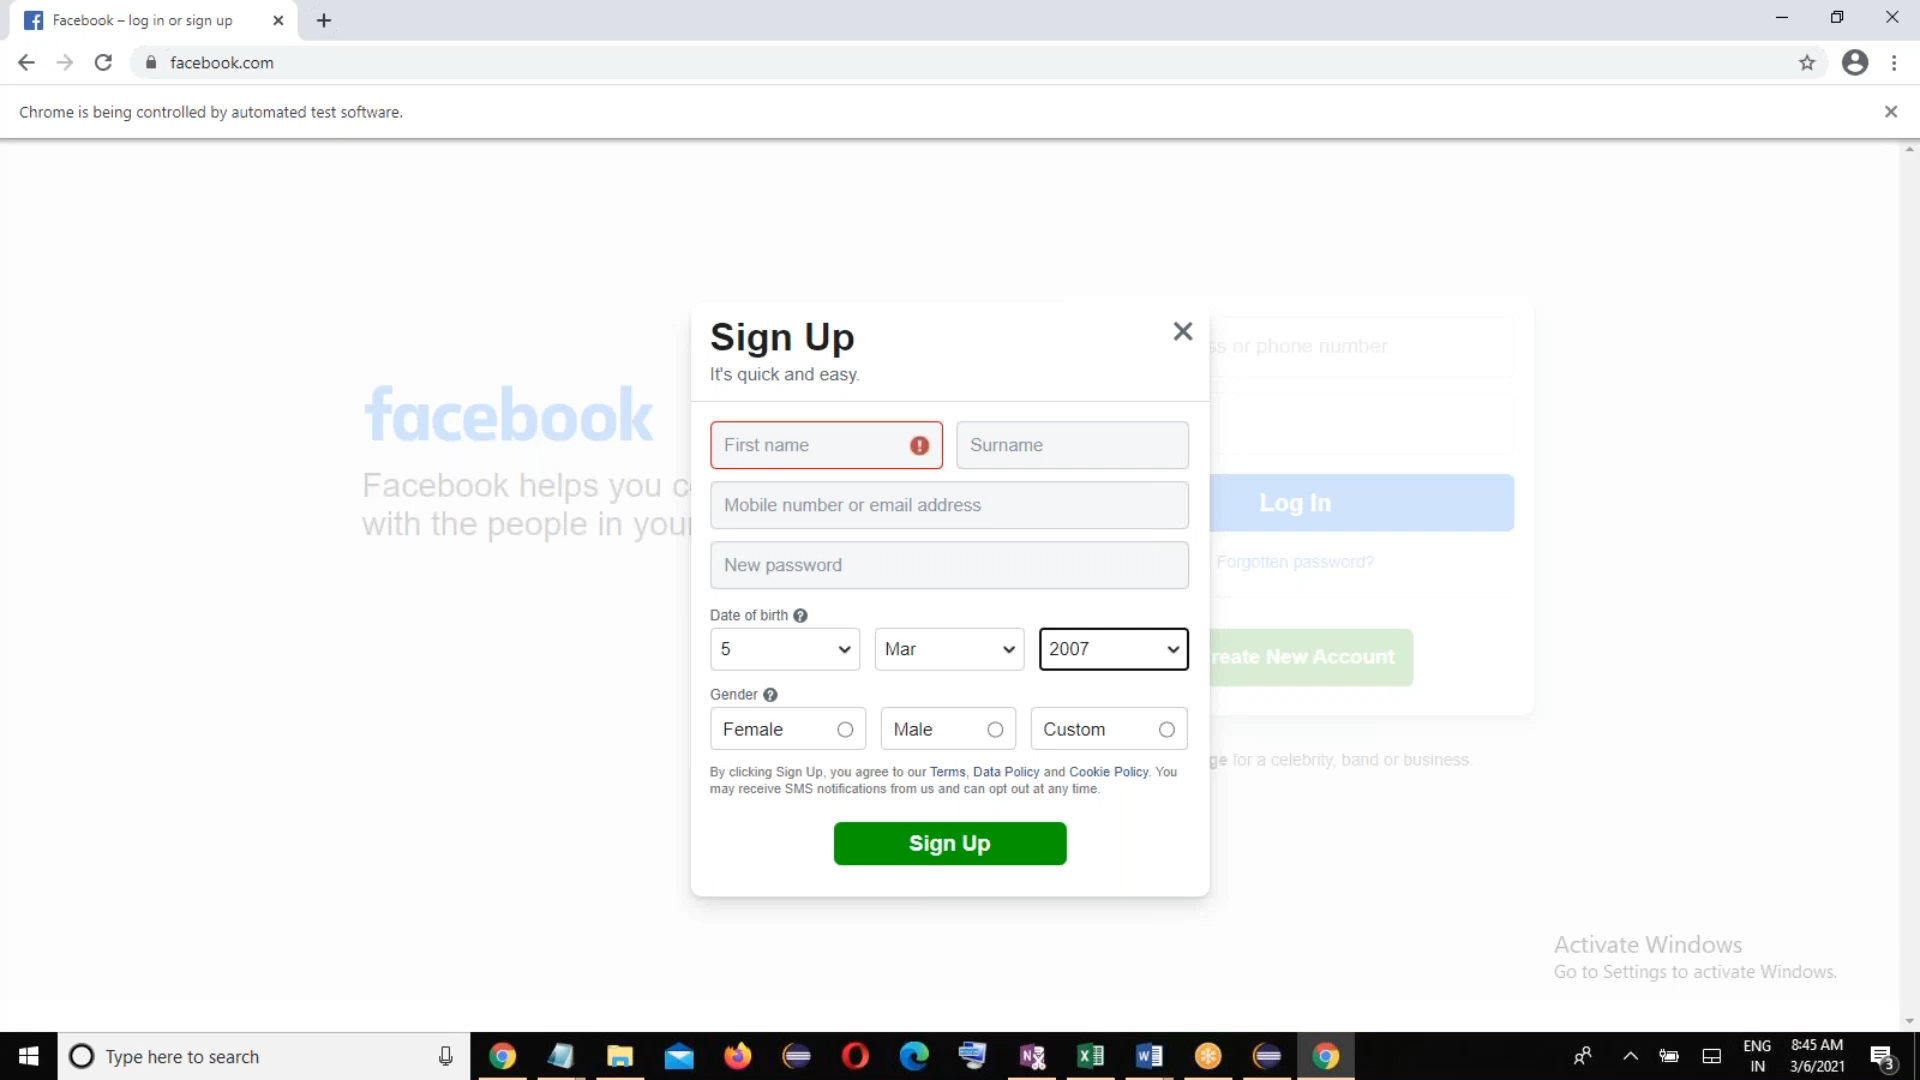 Facebook – log in or sign up
facebook.com
Chrome is being controlled by automated test software.
Sign Up
It's quick and easy.
ss or phone number
facebook
Facebook helps you c
with the people in your
First name
Surname
Mobile number or email address
New password
Log In
Forgotten password?
Date of birth
5
Mar
2007
reate New Account
Gender
Female
Male
Custom
ge for a celebrity, band or business.
By clicking Sign Up, you agree to our Terms, Data Policy and Cookie Policy. You
may receive SMS notifications from us and can opt out at any time.
Sign Up
Activate Windows
Go to Settings to activate Windows.
Type here to search
ENG
IN
8:45 AM
3/6/2021
3